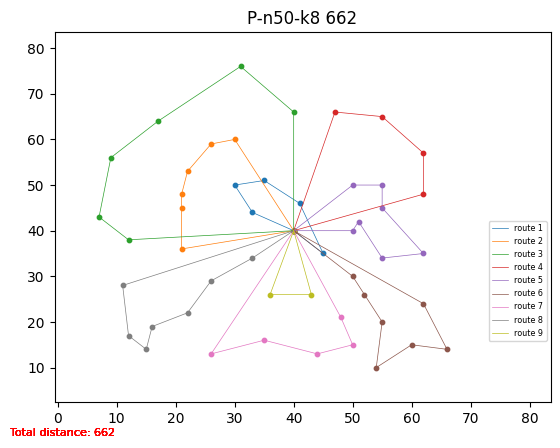 P-n50-k8 662
80
70
60
50
40
30
20
10
0 10 20 30 40 50 60 70 80
route 1
route 2
route 3
route 4
route 5
route 6
route 7
route 8
route 9
Total distance: 662